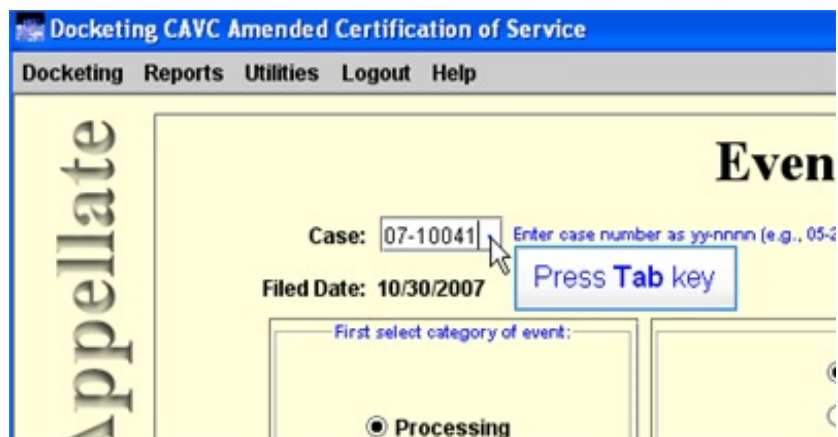 Docketing CAVC Amended Certification of Service
Docketing Reports Utilities Logout Help
Appellate
Even
Case: 07-10041 Enter case number as yy-nnnn (e.g., 05-2
Press Tab key
Filed Date: 10/30/2007
First select category of event:
Processing